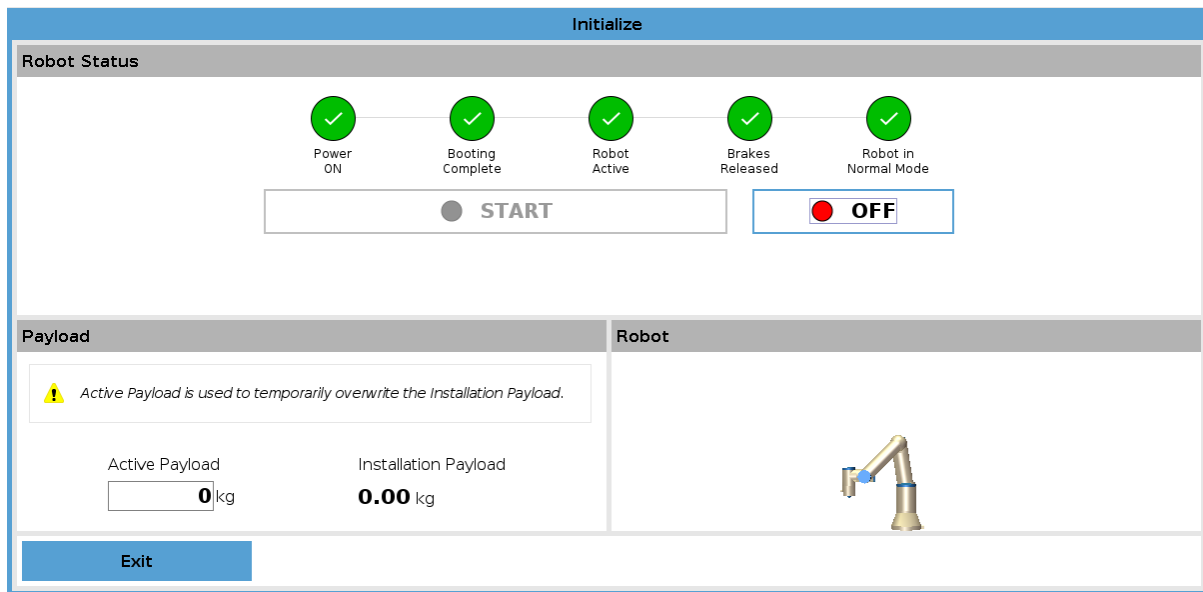 Initialize
Robot Status
Power
ON
Booting
Complete
Robot
Active
Brakes
Released
Robot in
Normal Mode
START
OFF
Payload
Active Payload is used to temporarily overwrite the Installation Payload.
Active Payload
0 kg
Installation Payload
0.00 kg
Robot
Exit